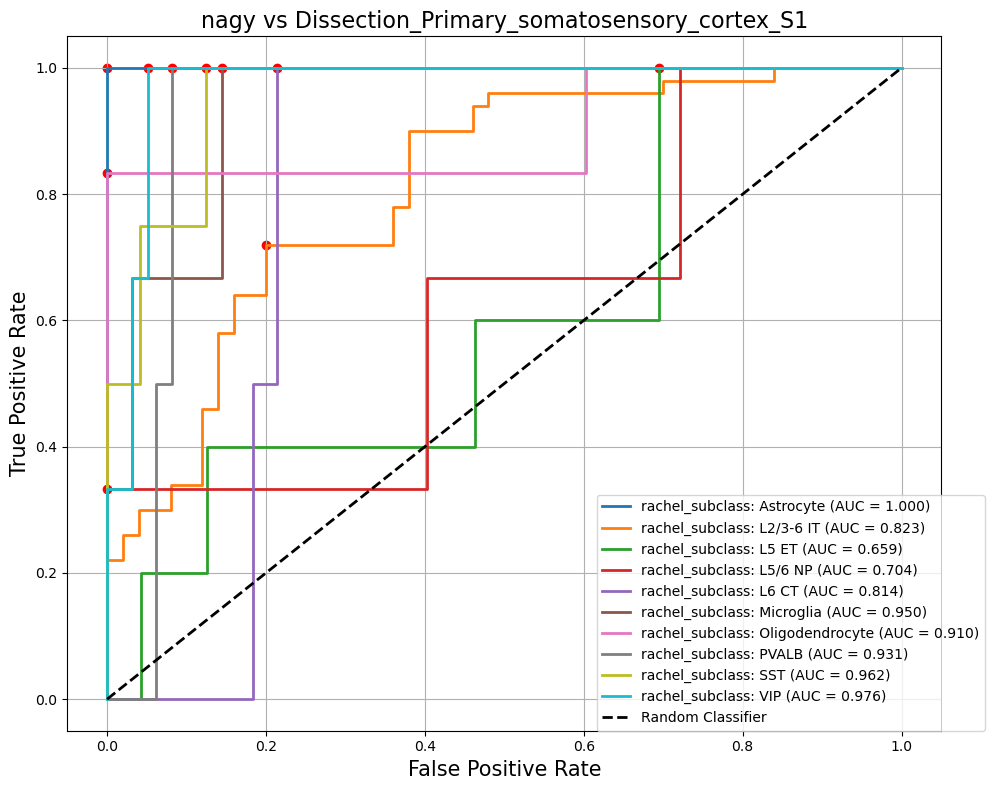 nagy vs Dissection_Primary_somatosensory_cortex_S1
1.0
0.8
0.6
0.4
0.2
0.0
True Positive Rate
0.0 0.2 0.4 0.6 0.8 1.0
False Positive Rate
rachel_subclass: Astrocyte (AUC = 1.000)
rachel_subclass: L2/3-6 IT (AUC = 0.823)
rachel_subclass: L5 ET (AUC = 0.659)
rachel_subclass: L5/6 NP (AUC = 0.704)
rachel_subclass: L6 CT (AUC = 0.814)
rachel_subclass: Microglia (AUC = 0.950)
rachel_subclass: Oligodendrocyte (AUC = 0.910)
rachel_subclass: PVALB (AUC = 0.931)
rachel_subclass: SST (AUC = 0.962)
rachel_subclass: VIP (AUC = 0.976)
Random Classifier